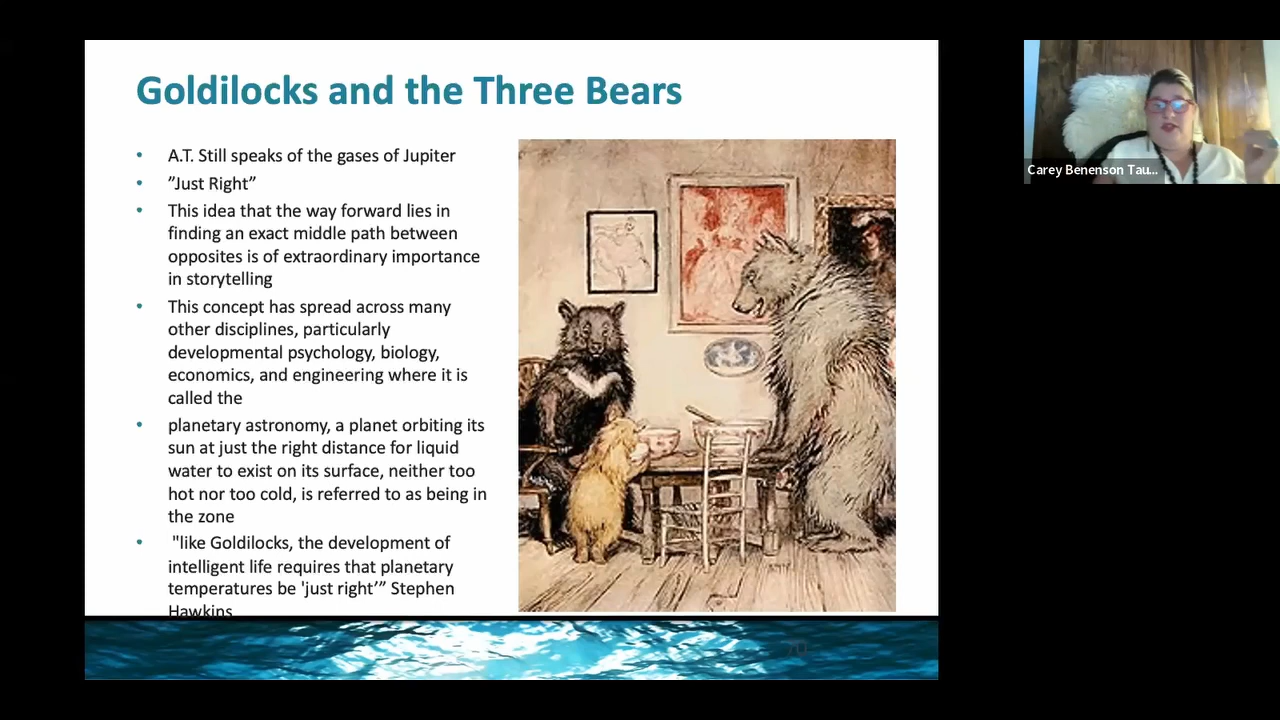 Goldilocks and the Three Bears
• A.T. Still speaks of the gases of Jupiter
• ”Just Right”
• This idea that the way forward lies in
finding an exact middle path between
opposites is of extraordinary importance
in storytelling
• This concept has spread across many
other disciplines, particularly
developmental psychology, biology,
economics, and engineering where it is
called the
• planetary astronomy, a planet orbiting its
sun at just the right distance for liquid
water to exist on its surface, neither too
hot nor too cold, is referred to as being in
the zone
• "like Goldilocks, the development of
intelligent life requires that planetary
temperatures be 'just right’” Stephen
Hawkins
Carey Benenson Tau...